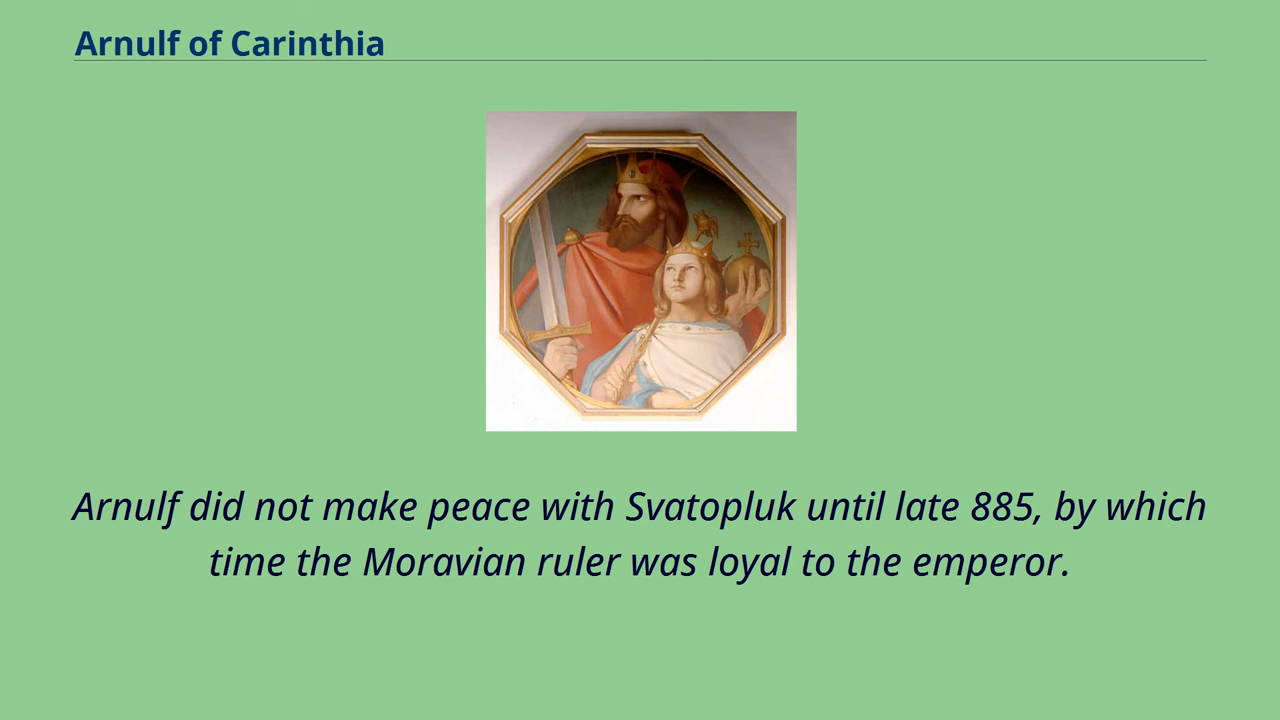 Arnulf of Carinthia
Arnulf did not make peace with Svatopluk until late 885, by which
time the Moravian ruler was loyal to the emperor.